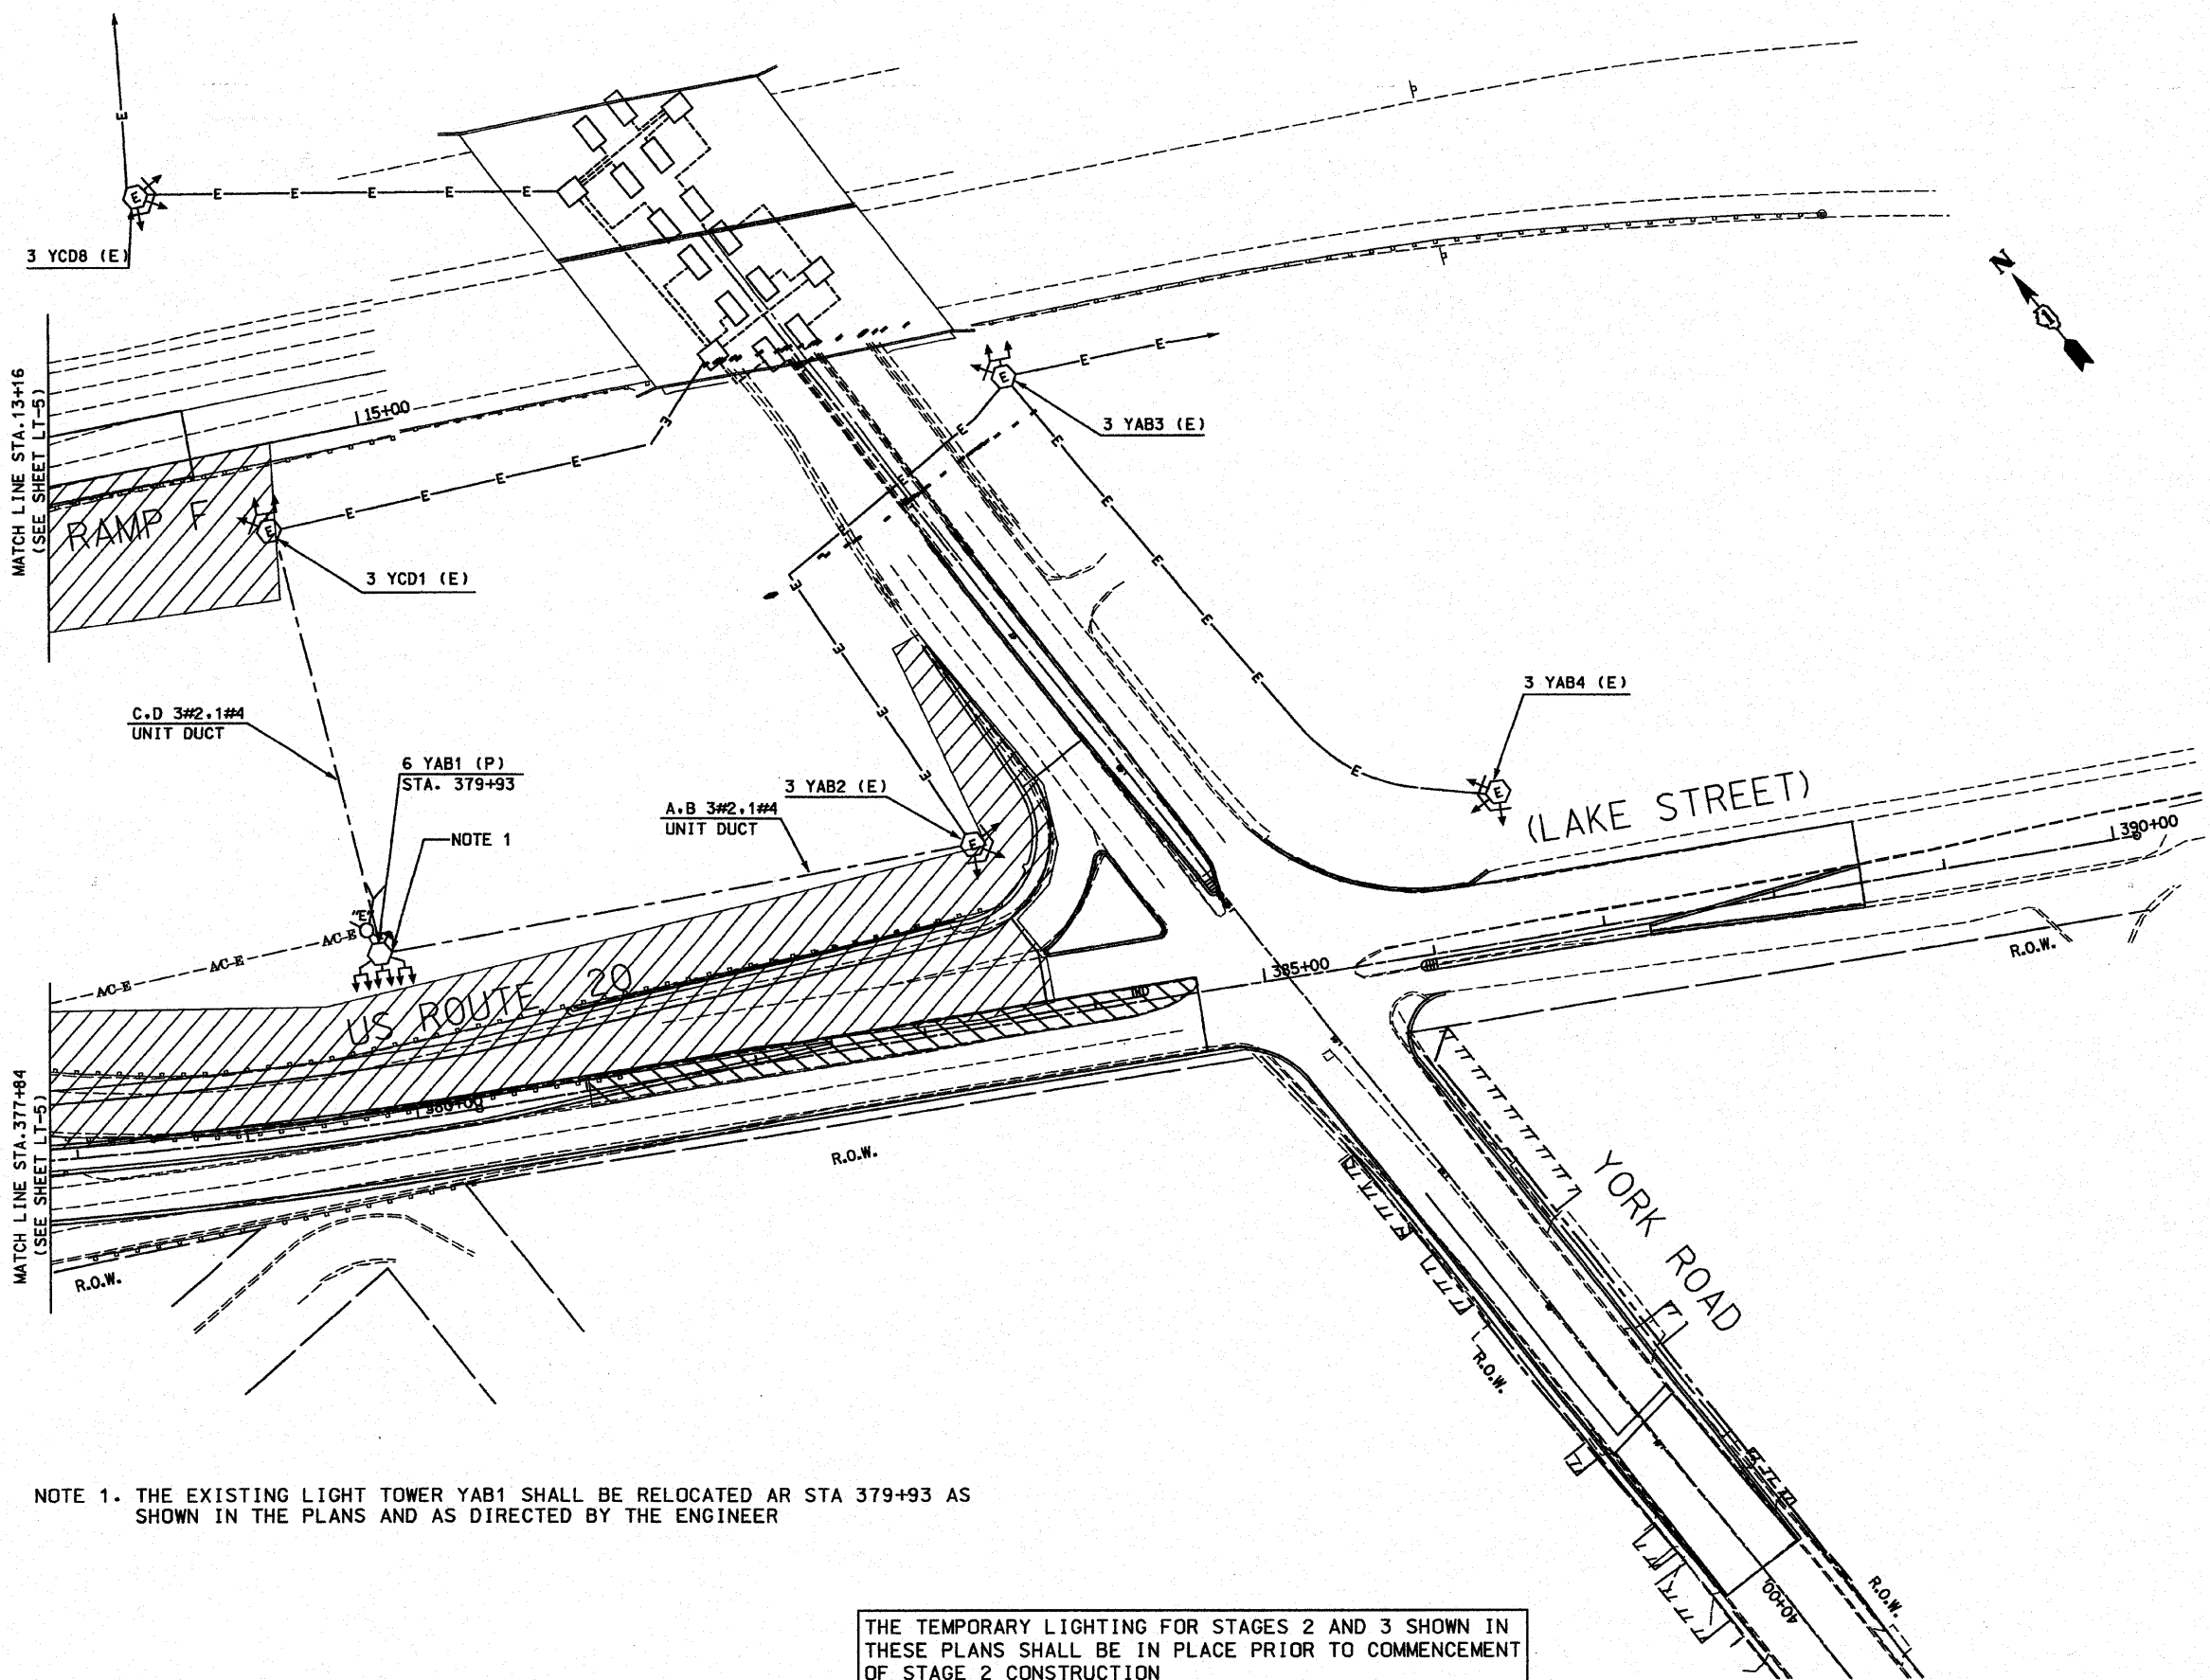 N
E
E
E
E
E
E
E
3 YCD8 (E)
MATCH LINE STA.13+16
(SEE SHEET LT-5)
15+00
RAMP F
E
E
E
E
E
E
3 YCD1 (E)
E
E
E
3 YAB3 (E)
E
E
E
E
E
E
E
E
E
E
E
E
E
E
3 YAB4 (E)
E
C.D 3#2.1#4
UNIT DUCT
6 YAB1 (P)
STA. 379+93
NOTE 1
A.B 3#2.1#4
UNIT DUCT
3 YAB2 (E)
E
(LAKE STREET)
390+00
R.O.W.
"E"
A/C-E
A/C-E
A/C-E
US ROUTE 20
385+00
380+00
MATCH LINE STA.377+84
(SEE SHEET LT-5)
R.O.W.
R.O.W.
YORK ROAD
R.O.W.
R.O.W.
40+00
NOTE 1. THE EXISTING LIGHT TOWER YAB1 SHALL BE RELOCATED AR STA 379+93 AS
SHOWN IN THE PLANS AND AS DIRECTED BY THE ENGINEER
THE TEMPORARY LIGHTING FOR STAGES 2 AND 3 SHOWN IN
THESE PLANS SHALL BE IN PLACE PRIOR TO COMMENCEMENT
OF STAGE 2 CONSTRUCTION